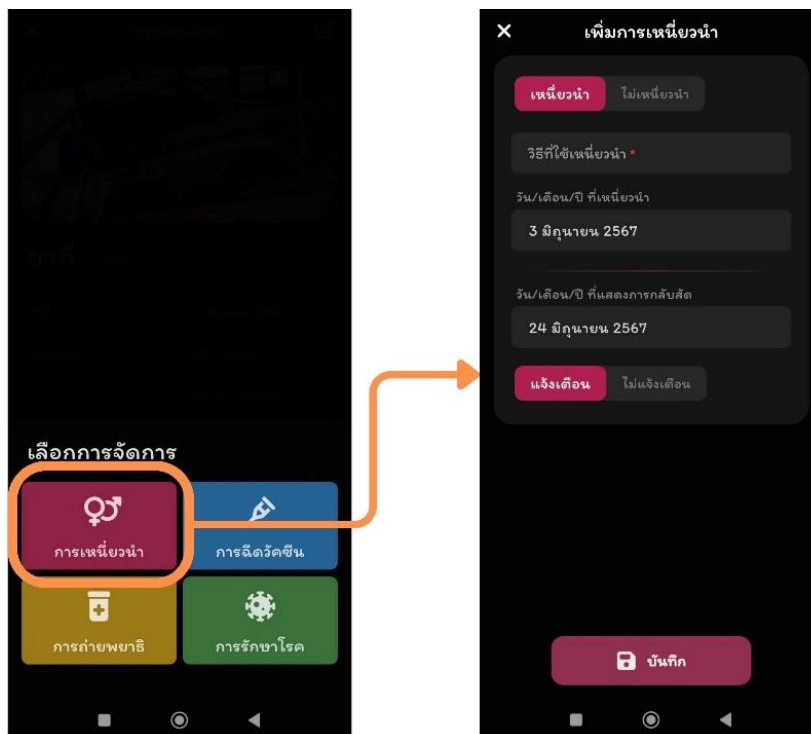 เลือกการจัดการ
การเหนี่ยวนำ
การฉีดวัคซีน
การถ่ายพยาธิ
การรักษาโรค
เพิ่มการเหนี่ยวนำ
เหนี่ยวนำ ไม่เหนี่ยวนำ
วิธีที่ใช้เหนี่ยวนำ *
วัน/เดือน/ปี ที่เหนี่ยวนำ
3 มิถุนายน 2567
วัน/เดือน/ปี ที่แสดงการกลับสัด
24 มิถุนายน 2567
แจ้งเตือน ไม่แจ้งเตือน
บันทึก